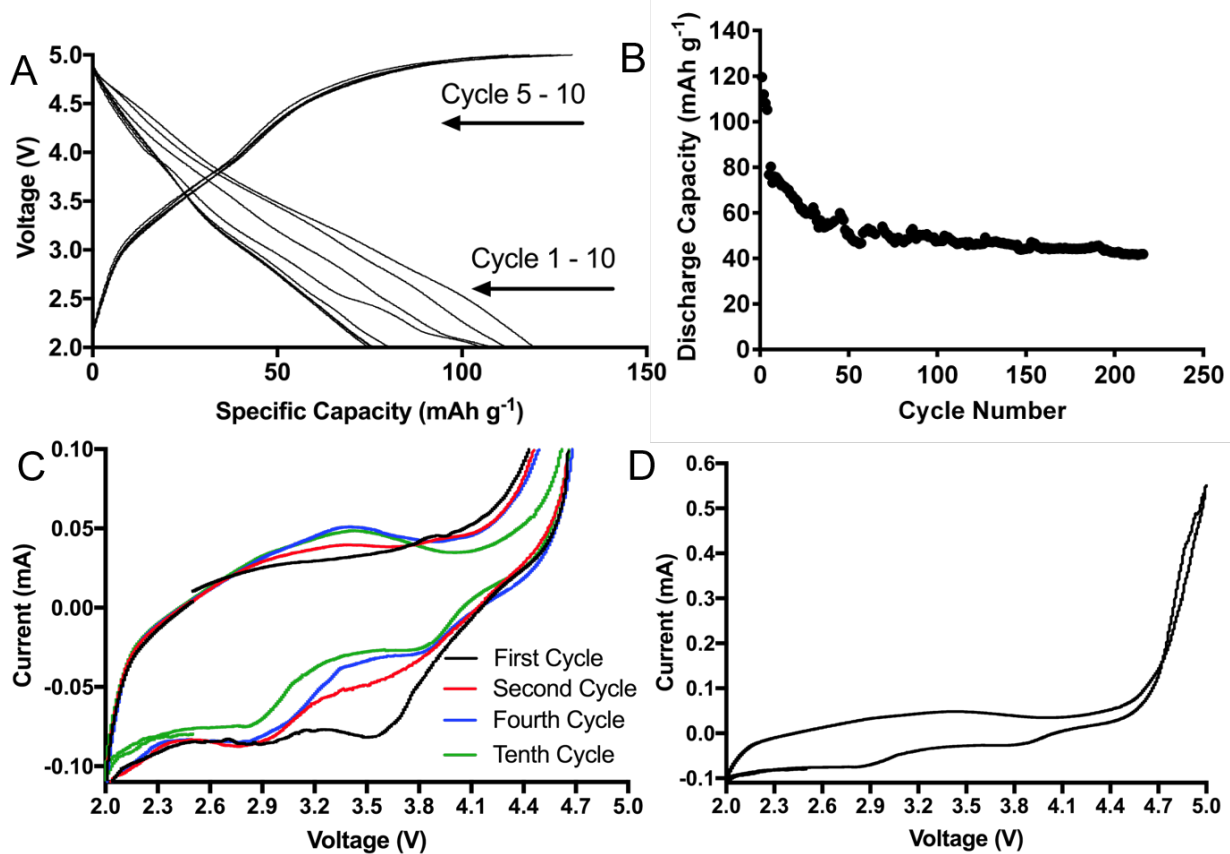 A
Voltage (V)
5.0
4.5
4.0
3.5
3.0
2.5
2.0
Cycle 5 - 10
Cycle 1 - 10
0 50 100 150
Specific Capacity (mAh g-1)
B
Discharge Capacity (mAh g-1)
140
120
100
80
60
40
20
0
0 50 100 150 200 250
Cycle Number
C
Current (mA)
0.10
0.05
0.00
-0.05
-0.10
First Cycle
Second Cycle
Fourth Cycle
Tenth Cycle
2.0 2.3 2.6 2.9 3.2 3.5 3.8 4.1 4.4 4.7 5.0
Voltage (V)
D
Current (mA)
0.6
0.5
0.4
0.3
0.2
0.1
0.0
-0.1
2.0 2.3 2.6 2.9 3.2 3.5 3.8 4.1 4.4 4.7 5.0
Voltage (V)